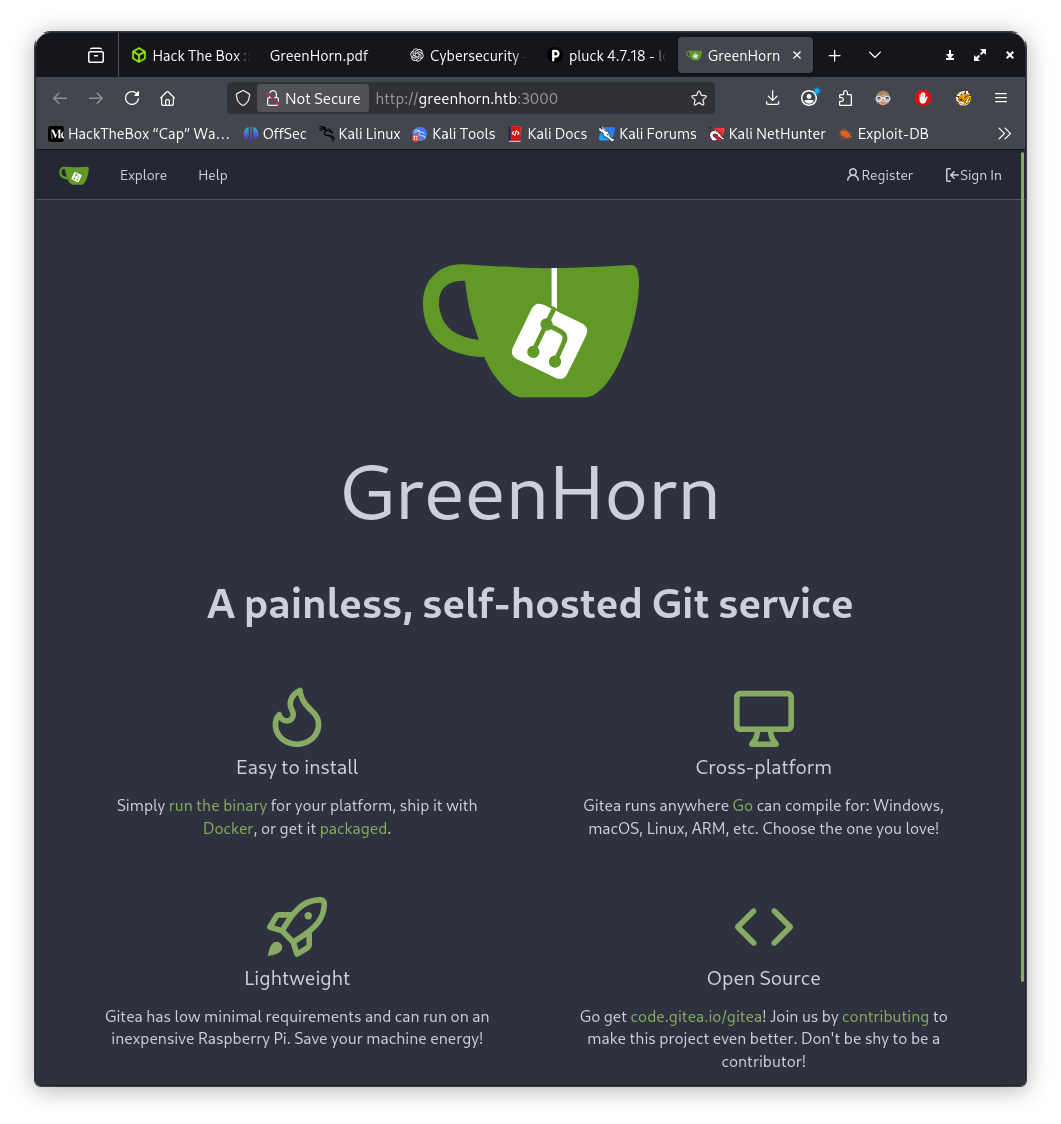 Hack The Box ::
GreenHorn.pdf
Cybersecurity -
pluck 4.7.18 - lo
GreenHorn
Not Secure
http://greenhorn.htb:3000
HackTheBox “Cap” Wa…
OffSec
Kali Linux
Kali Tools
Kali Docs
Kali Forums
Kali NetHunter
Exploit-DB
Explore
Help
Register
Sign In
GreenHorn
A painless, self-hosted Git service
Easy to install
Simply run the binary for your platform, ship it with
Docker, or get it packaged.
Cross-platform
Gitea runs anywhere Go can compile for: Windows,
macOS, Linux, ARM, etc. Choose the one you love!
Lightweight
Gitea has low minimal requirements and can run on an
inexpensive Raspberry Pi. Save your machine energy!
Open Source
Go get code.gitea.io/gitea! Join us by contributing to
make this project even better. Don't be shy to be a
contributor!